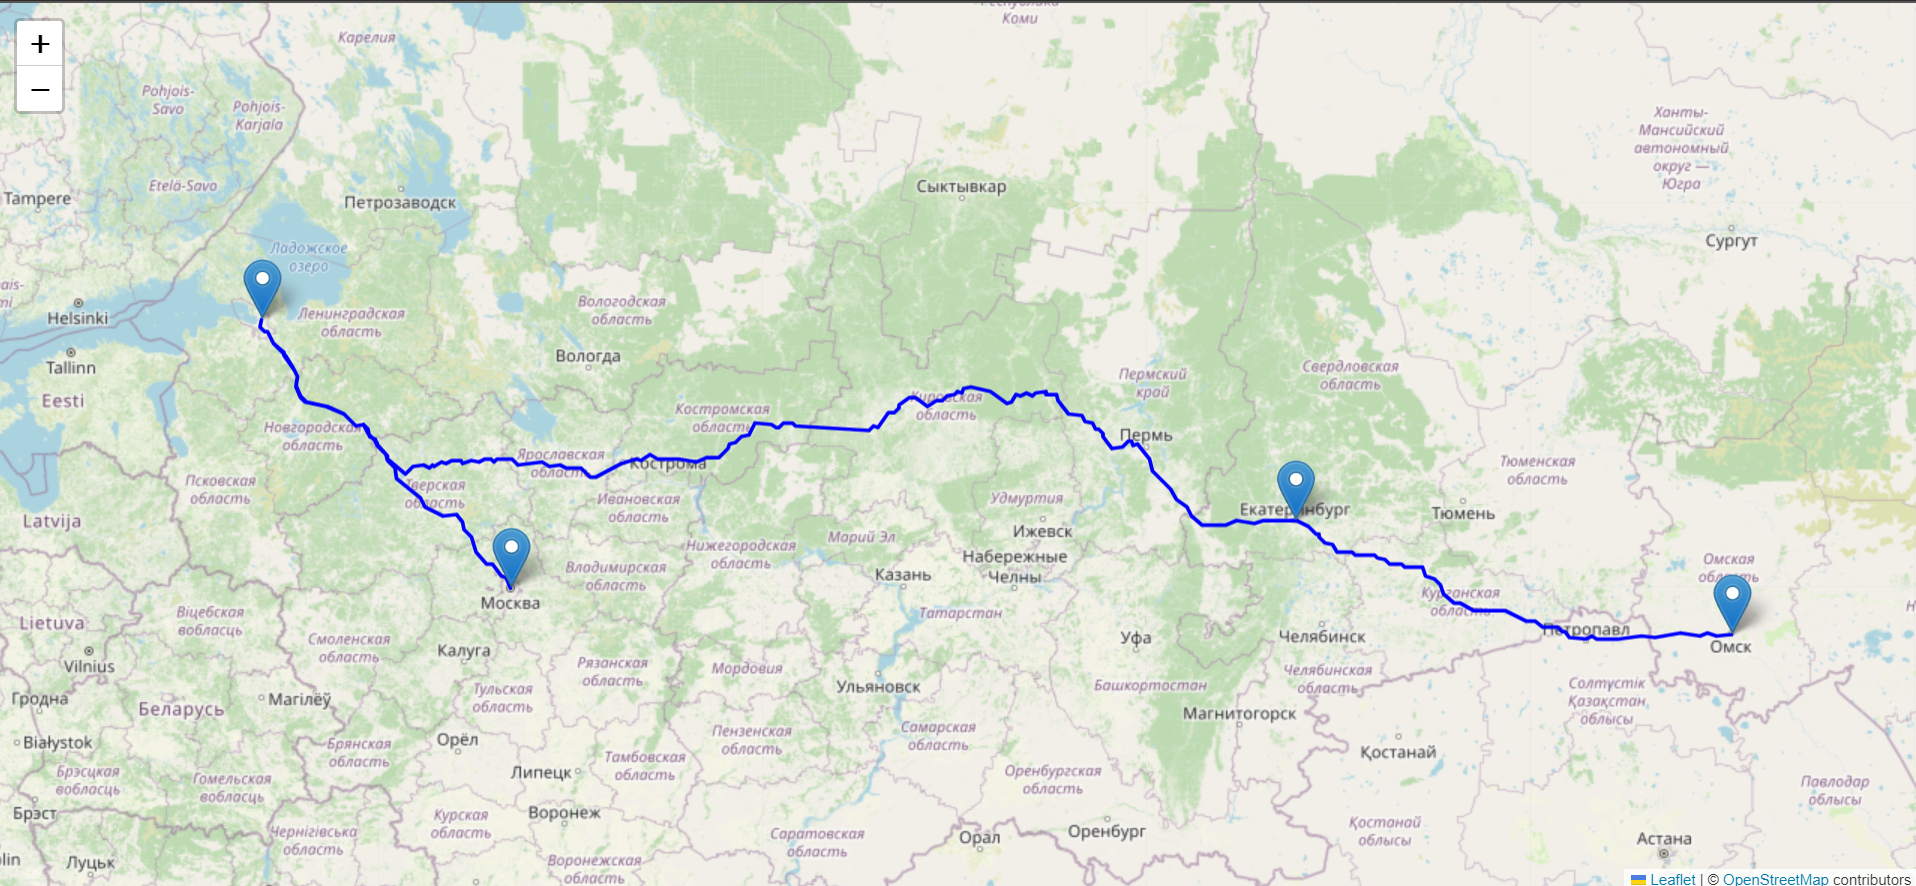 Республика
Коми
Карелия
+
−
Pohjois-
Savo
Pohjois-
Karjala
Ханты-
Мансийский
автономный
округ —
Югра
Etelä-Savo
Сыктывкар
Tampere
Петрозаводск
Сургут
Ладожское
озеро
Helsinki
Ленинградская
область
Вологодская
область
Вологда
Tallinn
Eesti
Свердловская
область
Пермский
край
Кировская
область
Костромская
область
Новгородская
область
Пермь
Ярославская
область
Кострома
Тюменская
область
Псковская
область
Тверская
область
Ивановская
область
Удмуртия
Екатеринбург
Тюмень
Latvija
Ижевск
Марий Эл
Нижегородская
область
Набережные
Челны
Казань
Владимирская
область
Омская
область
Москва
Курганская
область
Татарстан
Віцебская
вобласць
Lietuva
Смоленская
область
Уфа
Челябинск
Петропавл
Омск
Калуга
Vilnius
Рязанская
область
Мордовия
Челябинская
область
Ульяновск
Башкортостан
Солтүстік
Қазақстан
облысы
Гродна
Магілёў
Тульская
область
Беларусь
Магнитогорск
Самарская
область
Пензенская
область
Białystok
Орёл
Брянская
область
Қостанай
Тамбовская
область
Липецк
Брэсцкая
вобласць
Гомельская
вобласць
Оренбургская
область
Павлодар
облысы
Брэст
Воронеж
Курская
область
Чернігівська
область
Саратовская
область
Орал
Оренбург
Қостанай
облысы
Астана
Луцьк
Воронежская
область
Leaflet | © OpenStreetMap contributors